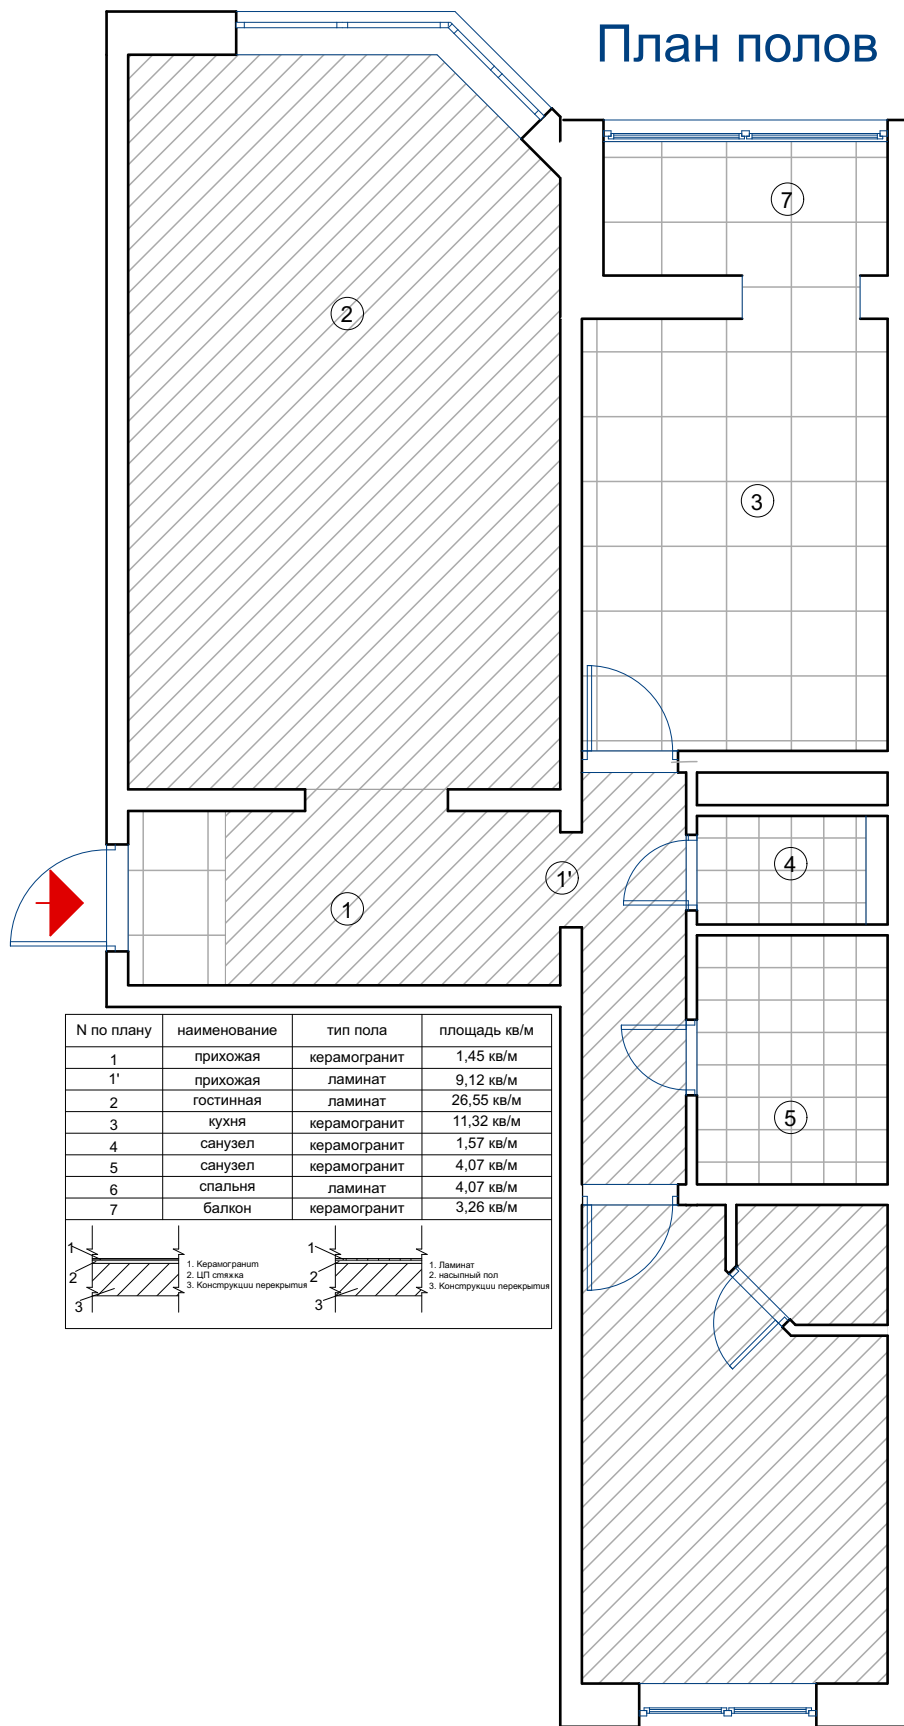 План полов
7
2
3
4
1'
1
5
N по плану наименование тип пола площадь кв/м
1 прихожая керамогранит 1,45 кв/м
1' прихожая ламинат 9,12 кв/м
2 гостинная ламинат 26,55 кв/м
3 кухня керамогранит 11,32 кв/м
4 санузел керамогранит 1,57 кв/м
5 санузел керамогранит 4,07 кв/м
6 спальня ламинат 4,07 кв/м
7 балкон керамогранит 3,26 кв/м
1
2
3
1. Керамогранит
2. ЦП стяжка
3. Конструкции перекрытия
1
2
3
1. Ламинат
2. насыпный пол
3. Конструкции перекрытия